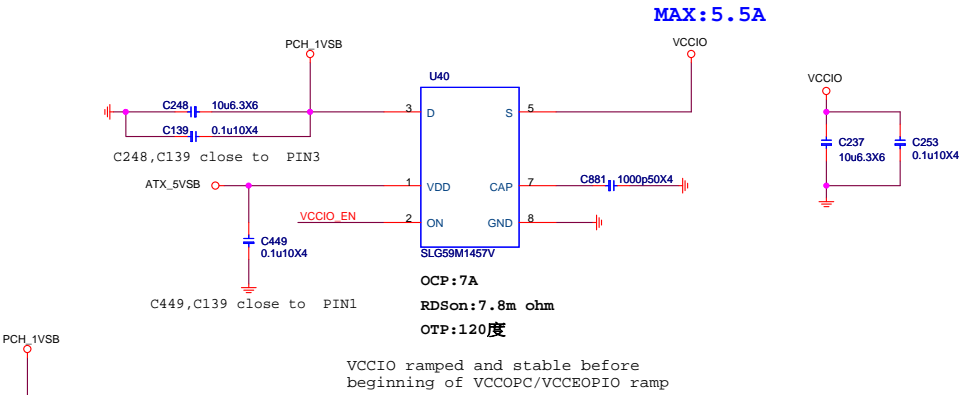 MAX:5.5A
PCH_1VSB
VCCIO
U40
VCCIO
C248
10u6.3X6
3
D
S
5
C139
0.1u10X4
C237
10u6.3X6
C253
0.1u10X4
C248,C139 close to PIN3
ATX_5VSB
1
VDD
CAP
7
C881
1000p50X4
VCCIO_EN
2
ON
GND
8
C449
0.1u10X4
SLG59M1457V
OCP:7A
C449,C139 close to PIN1
RDSon:7.8m ohm
OTP:120度
PCH_1VSB
VCCIO ramped and stable before
beginning of VCCOPC/VCCEOPIO ramp